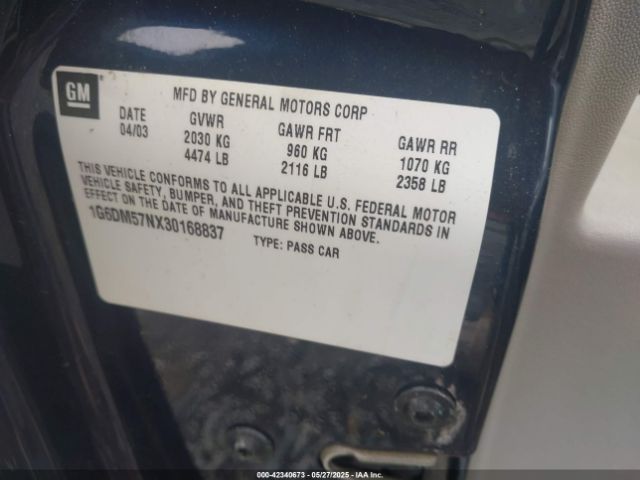 GM
MFD BY GENERAL MOTORS CORP
DATE GVWR GAWR FRT GAWR RR
04/03 2030 KG 960 KG 1070 KG
4474 LB 2116 LB 2358 LB
THIS VEHICLE CONFORMS TO ALL APPLICABLE U.S. FEDERAL MOTOR
VEHICLE SAFETY, BUMPER, AND THEFT PREVENTION STANDARDS IN
EFFECT ON THE DATE OF MANUFACTURE SHOWN ABOVE.
1G6DM57NX30168837 TYPE: PASS CAR
000-42340673 - 05/27/2025 - IAA Inc.